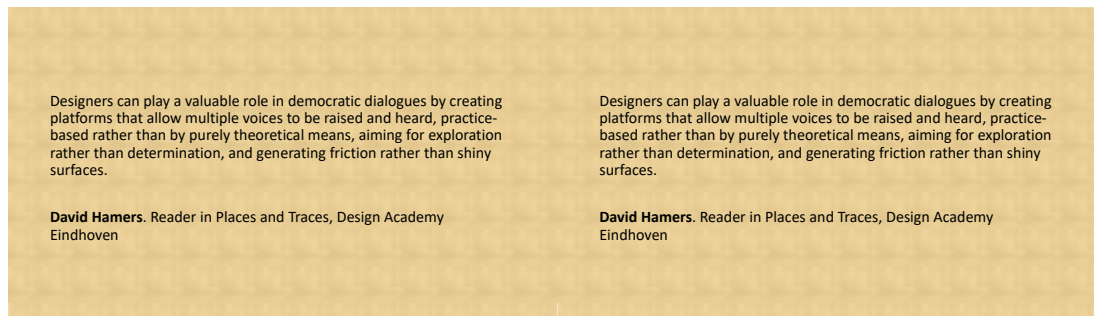 Designers can play a valuable role in democratic dialogues by creating
platforms that allow multiple voices to be raised and heard, practice-
based rather than by purely theoretical means, aiming for exploration
rather than determination, and generating friction rather than shiny
surfaces.
David Hamers. Reader in Places and Traces, Design Academy
Eindhoven
Designers can play a valuable role in democratic dialogues by creating
platforms that allow multiple voices to be raised and heard, practice-
based rather than by purely theoretical means, aiming for exploration
rather than determination, and generating friction rather than shiny
surfaces.
David Hamers. Reader in Places and Traces, Design Academy
Eindhoven